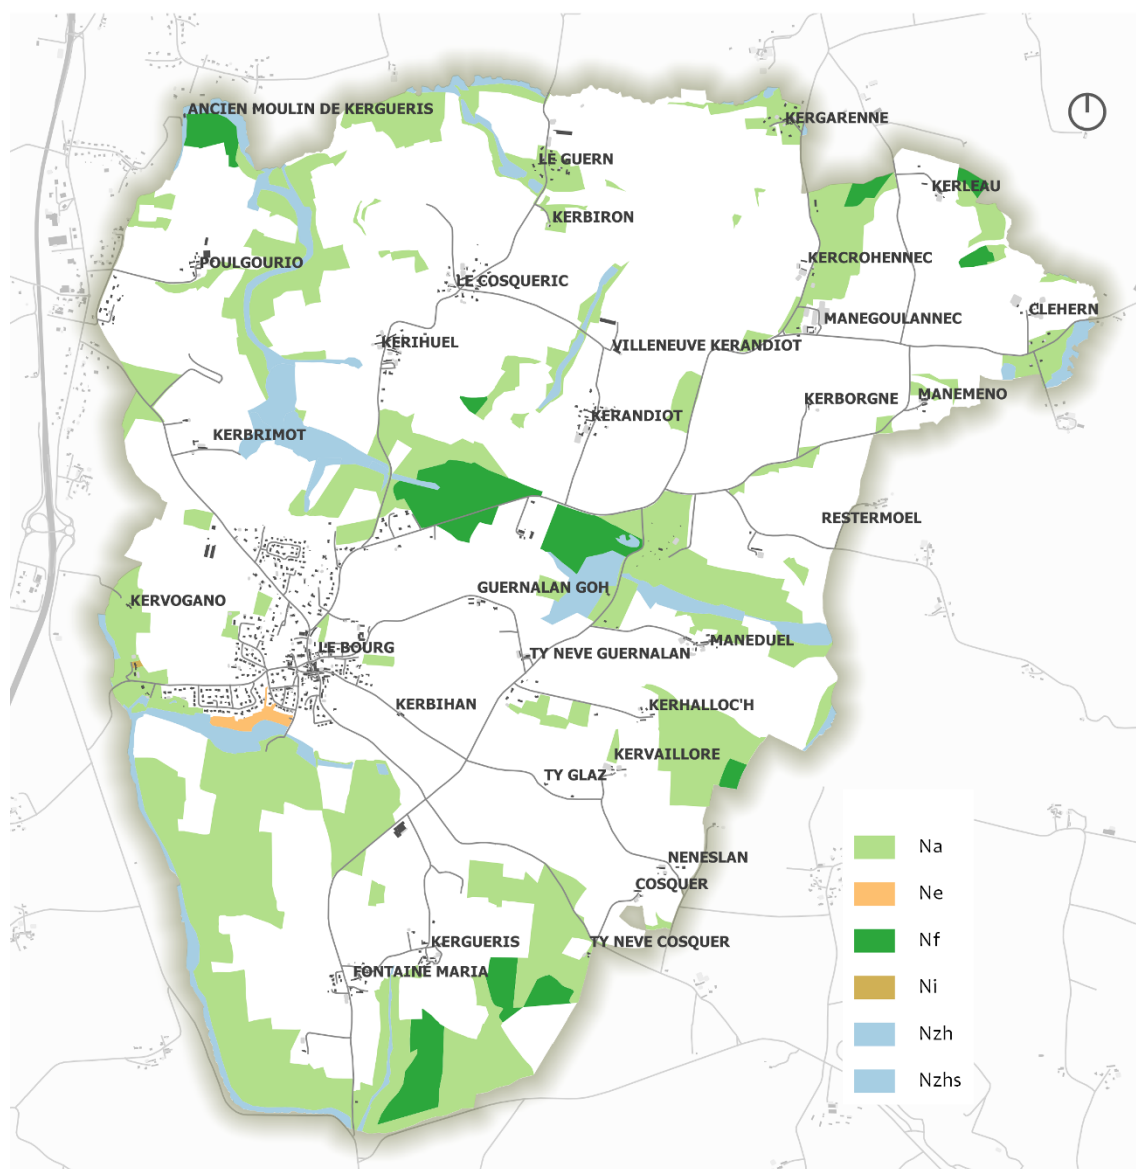 ANCIEN MOULIN DE KERGUERIS
KERGARENNE
LE GUERN
KERLEAU
KERBIRON
POULGOURIO
KERCROHENNEC
LE COSQUERIC
CLEHERN
MANEGOULANNEC
KERIHUEL
VILLENEUVE KERANDIOT
KERBORGNE
MANEMENO
KERANDIOT
KERBRIMOT
RESTERMOEL
GUERNALAN GOH
KERVOGANO
MANEDUEL
LE BOURG
TY NEVE GUERNALAN
KERBIHAN
KERHALLOC'H
KERVAILLORE
TY GLAZ
NENESLAN
COSQUER
KERGUERIS
TY NEVE COSQUER
FONTAINE MARIA
Na
Ne
Nf
Ni
Nzh
Nzhs